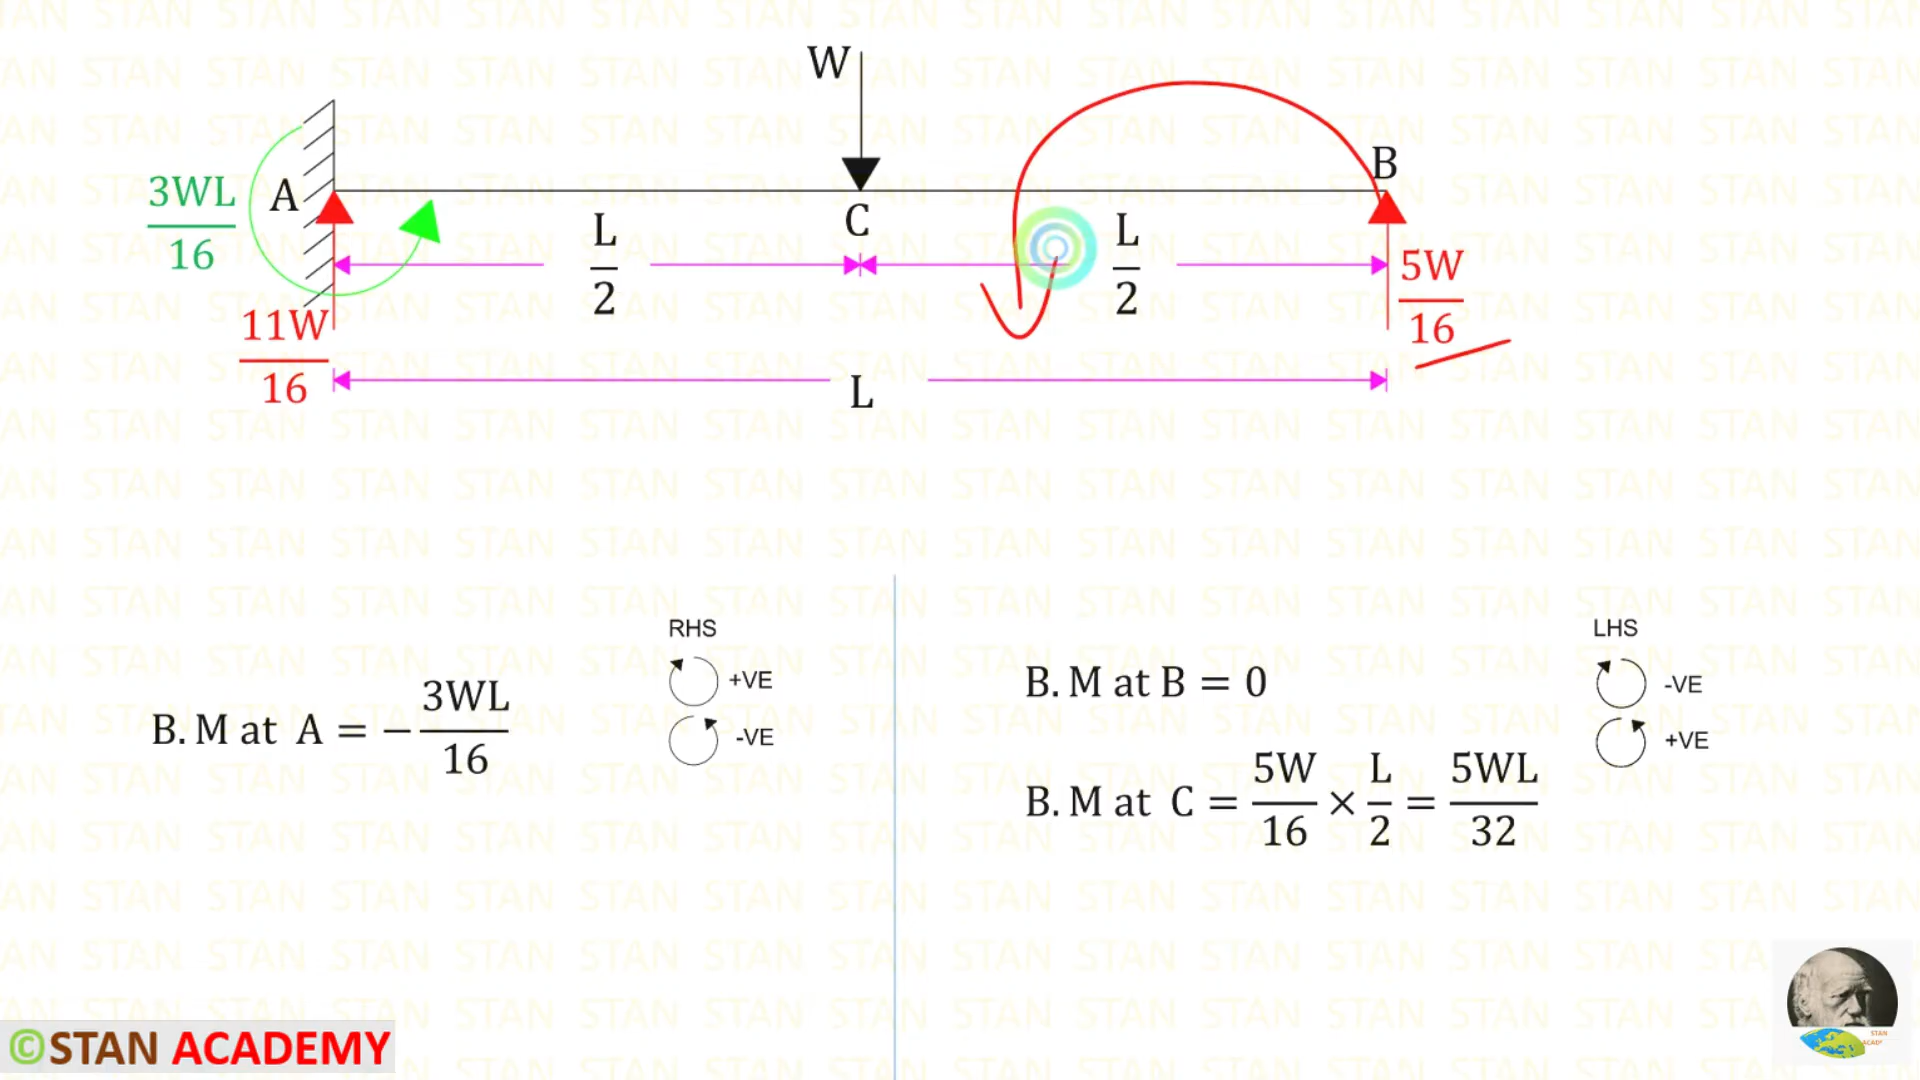 W
B
A
C
3WL
16
L
2
L
2
5W
16
11W
16
L
RHS
+VE
-VE
B. M at A = − 3WL/16
LHS
-VE
+VE
B. M at B = 0
B. M at C = 5W/16 × L/2 = 5WL/32
©STAN ACADEMY
STAN